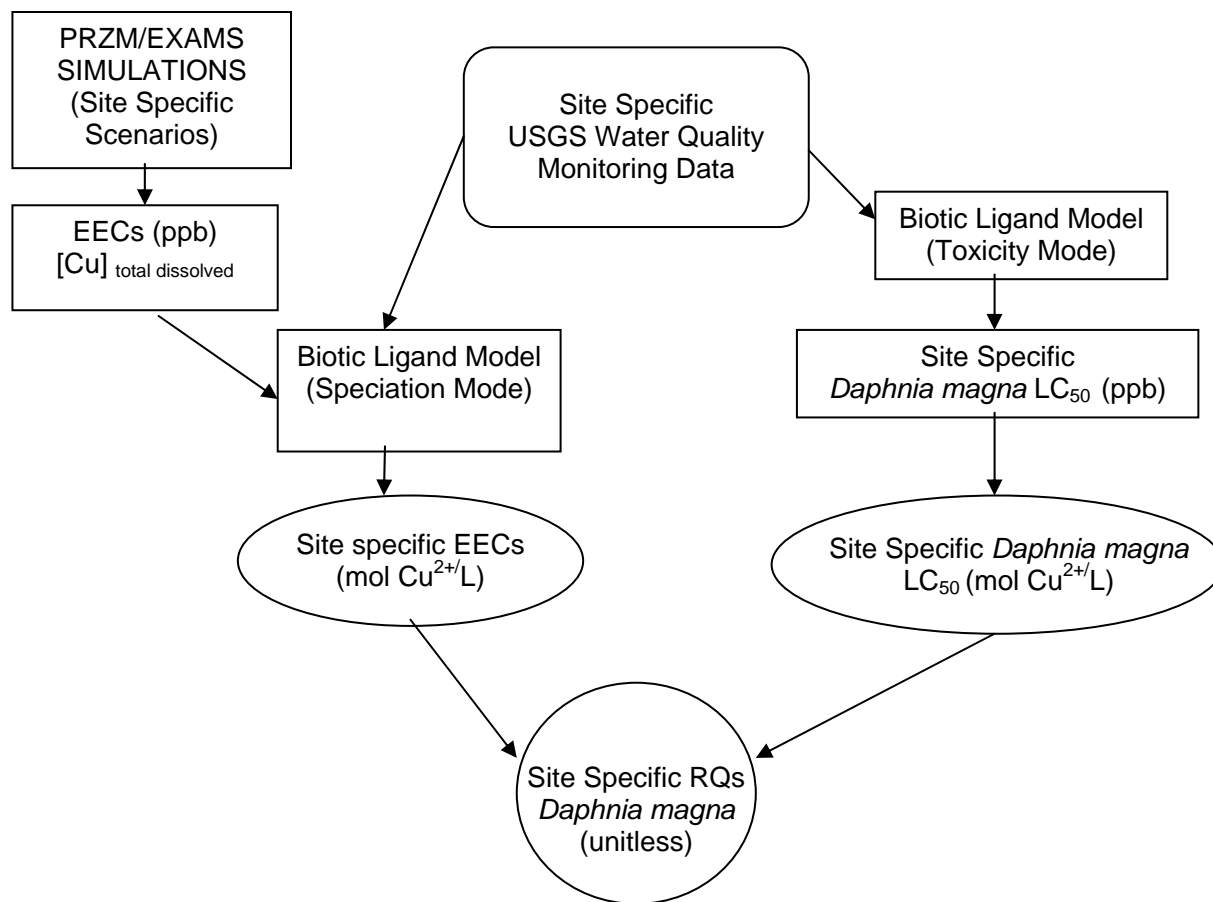 PRZM/EXAMS
SIMULATIONS
(Site Specific
Scenarios)
EECs (ppb)
[Cu] total dissolved
Site Specific
USGS Water Quality
Monitoring Data
Biotic Ligand Model
(Speciation Mode)
Biotic Ligand Model
(Toxicity Mode)
Site Specific
Daphnia magna LC50 (ppb)
Site specific EECs
(mol Cu2+/L)
Site Specific Daphnia magna
LC50 (mol Cu2+/L)
Site Specific RQs
Daphnia magna
(unitless)